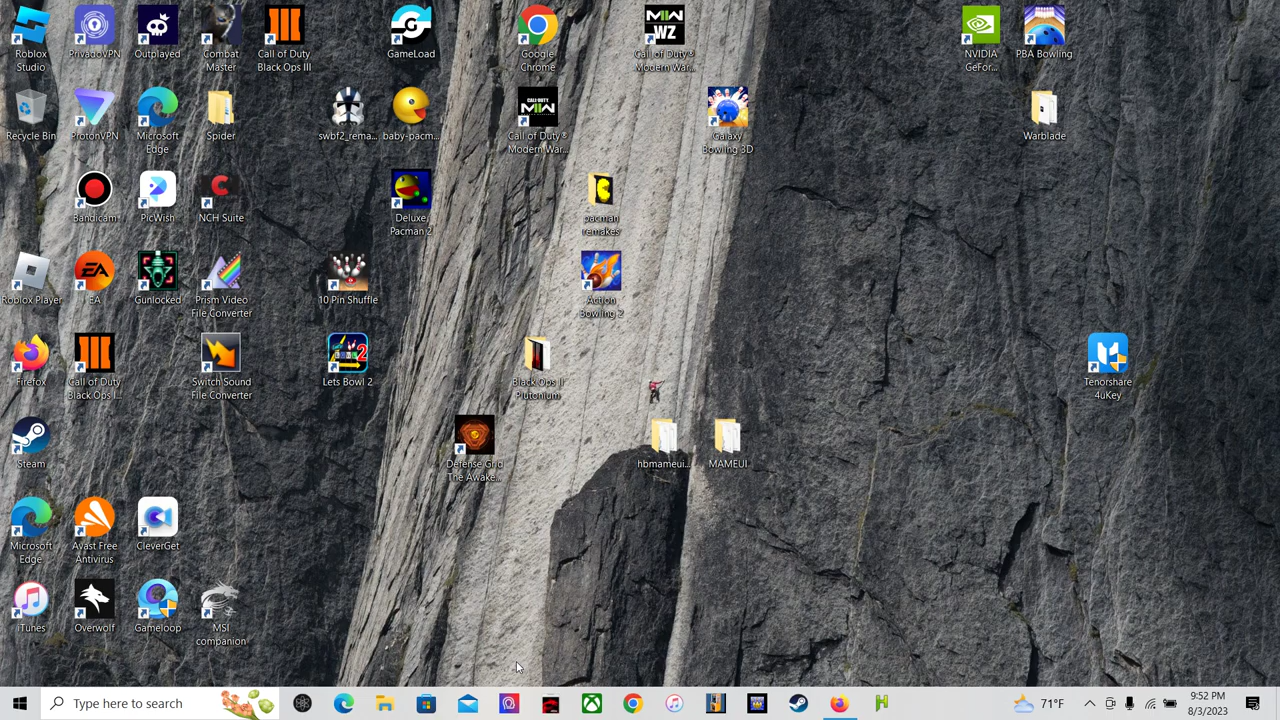 Roblox Studio
PrivadoVPN
Outplayed
Combat Master
Call of Duty Black Ops III
GameLoad
Google Chrome
Call of Duty® Modern War...
NVIDIA GeFor...
PBA Bowling
Recycle Bin
ProtonVPN
Microsoft Edge
Spider
swbf2_rema...
baby-pacm...
Call of Duty® Modern War...
Galaxy Bowling 3D
Warblade
Bandicam
PicWish
NCH Suite
Deluxe Pacman 2
pacman remakes
Roblox Player
EA
Gunlocked
Prism Video File Converter
10 Pin Shuffle
Action Bowling 2
Firefox
Call of Duty Black Ops I...
Switch Sound File Converter
Lets Bowl 2
Black Ops II Plutonium
Tenorshare 4uKey
Steam
Defense Grid The Awake...
hbmameui...
MAMEUI
Microsoft Edge
Avast Free Antivirus
CleverGet
iTunes
Overwolf
Gameloop
MSI companion
Type here to search
71°F
8/3/2023